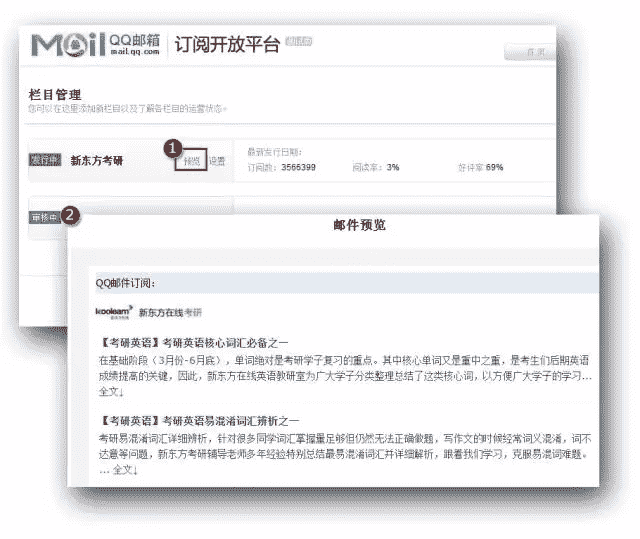 Mail QQ邮箱 mail.qq.com 订阅开放平台
首页
栏目管理
您可以在这里添加新栏目以及了解各栏目的运营状态。
发行中 新东方考研 1 预览 设置
最新发行日期：
订阅数：3566399 阅读率：3% 好评率69%
审核中 2
邮件预览
QQ邮件订阅：
koolearn 新东方在线考研
【考研英语】考研英语核心词汇必备之一
在基础阶段（3月份-6月底），单词绝对是考研学子复习的重点。其中核心单词又是重中之重，是考生们后期英语
成绩提高的关键，因此，新东方在线英语教研室为广大学子分类整理总结了这类核心词，以方便广大学子的学习...
全文↓
【考研英语】考研英语易混淆词汇辨析之一
考研易混淆词汇详细辨析，针对很多同学词汇掌握量足够但仍然无法正确做题，写作文的时候经常词义混淆，词不
达意等问题，新东方考研辅导老师多年经验特别总结最易混淆词汇并详细解析，跟着我们学习，克服易混词难题。
... 全文↓